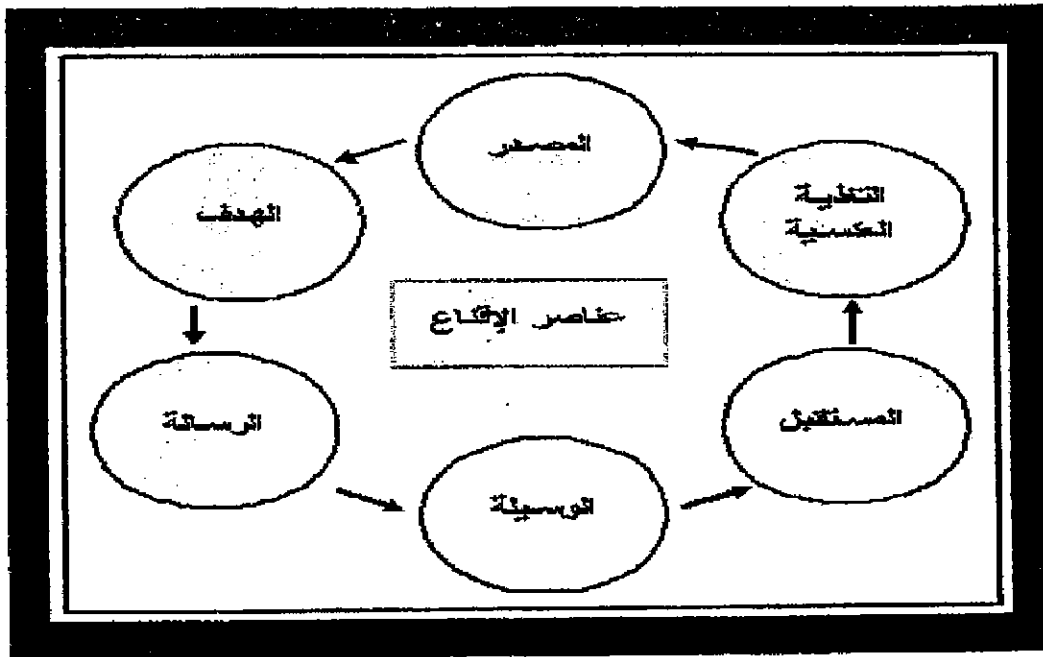 المصدر
الهدف
التغذية
العكسية
عناصر الإقناع
الرسالة
المستقبل
الوسيلة